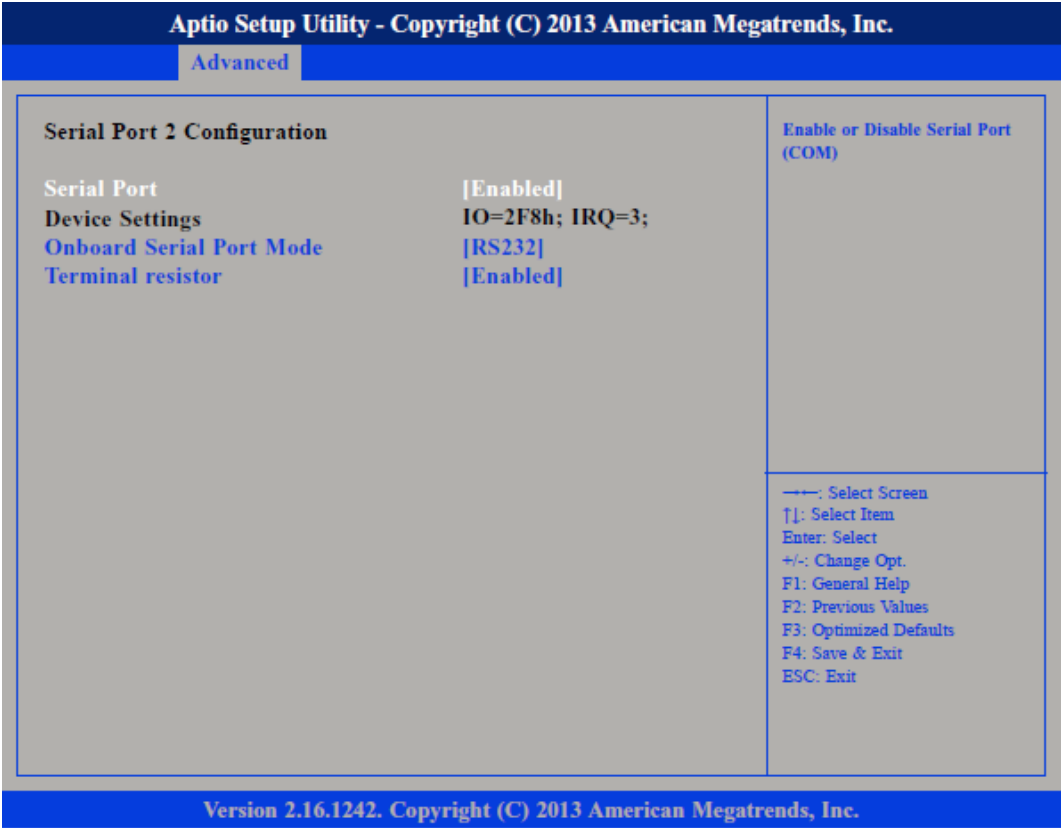 Aptio Setup Utility - Copyright (C) 2013 American Megatrends, Inc.
Advanced
Serial Port 2 Configuration
Serial Port [Enabled]
Device Settings IO=2F8h; IRQ=3;
Onboard Serial Port Mode [RS232]
Terminal resistor [Enabled]
Enable or Disable Serial Port
(COM)
→←: Select Screen
↑↓: Select Item
Enter: Select
+/-: Change Opt.
F1: General Help
F2: Previous Values
F3: Optimized Defaults
F4: Save & Exit
ESC: Exit
Version 2.16.1242. Copyright (C) 2013 American Megatrends, Inc.